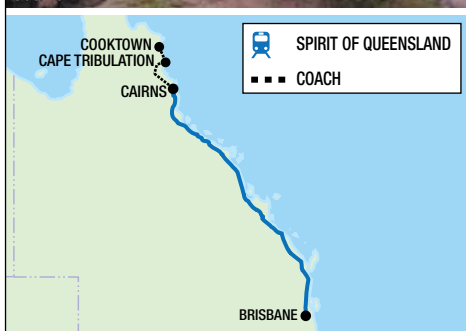 COOKTOWN
CAPE TRIBULATION
CAIRNS
BRISBANE
SPIRIT OF QUEENSLAND
COACH